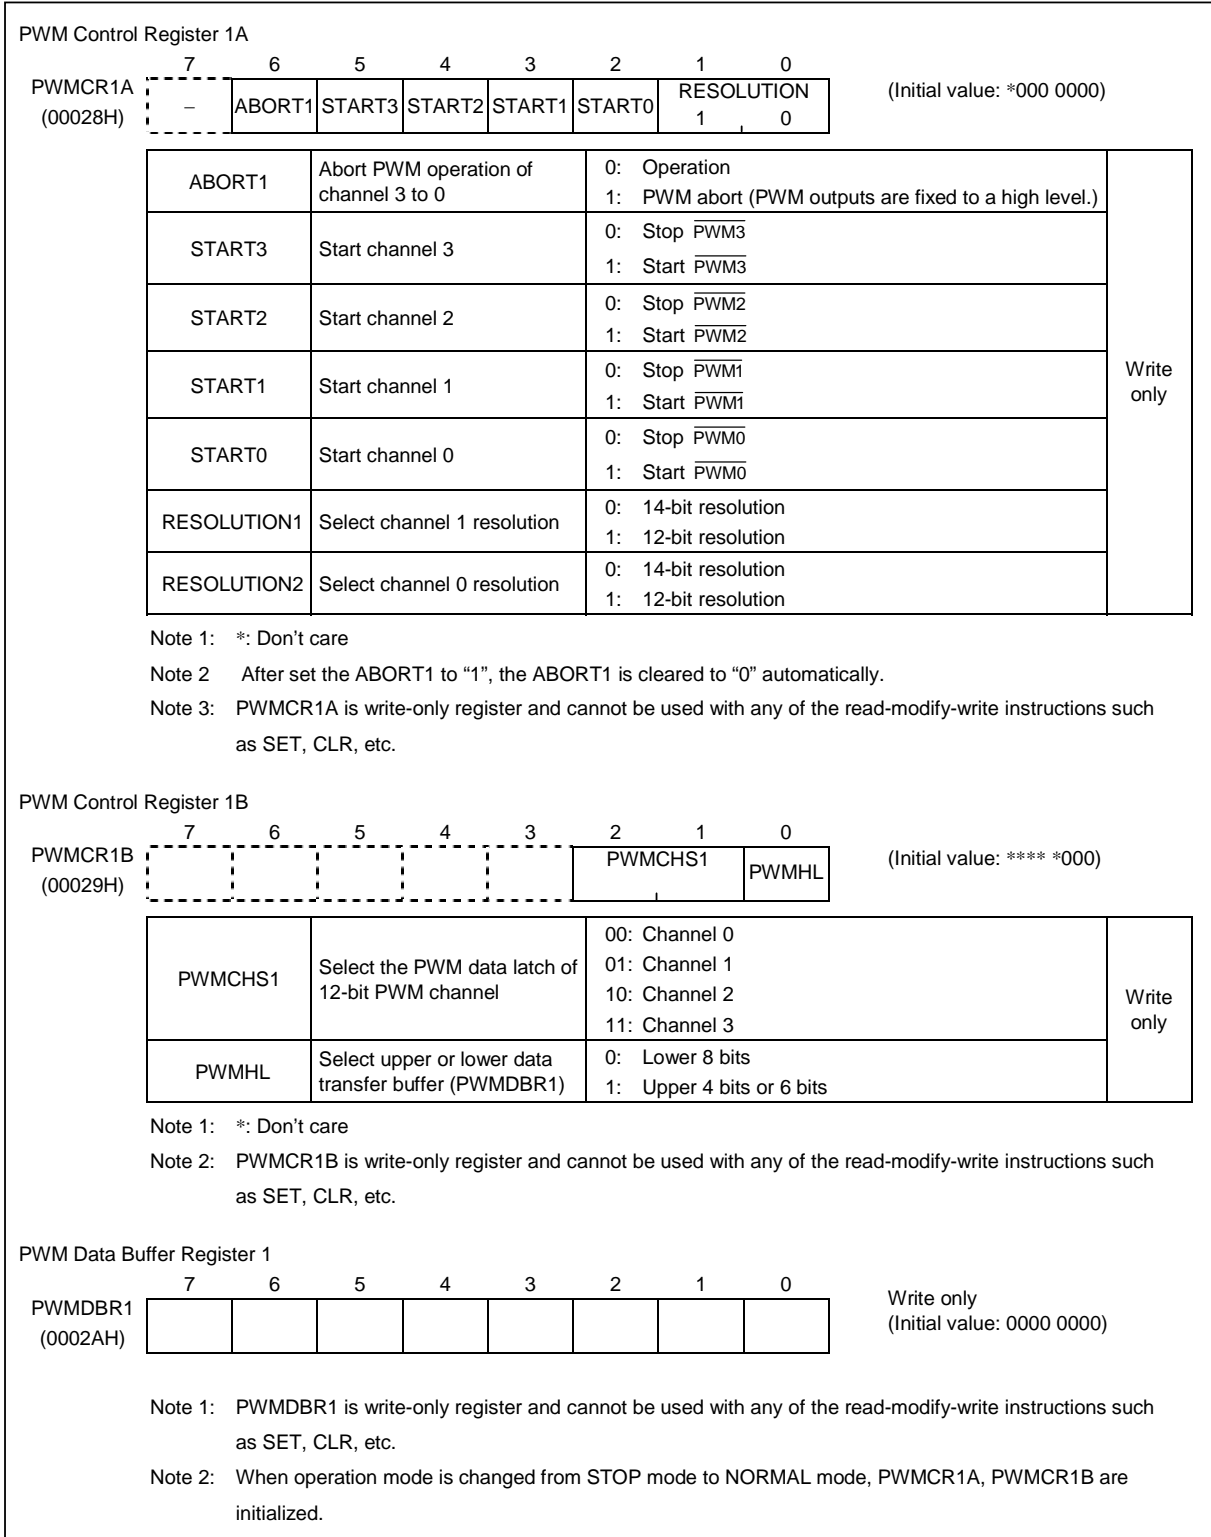 PWM Control Register 1A
7 6 5 4 3 2 1 0
PWMCR1A
(00028H)
– ABORT1 START3 START2 START1 START0 RESOLUTION
1 0
(Initial value: *000 0000)
ABORT1
Abort PWM operation of
channel 3 to 0
0: Operation
1: PWM abort (PWM outputs are fixed to a high level.)
START3
Start channel 3
0: Stop PWM3
1: Start PWM3
START2
Start channel 2
0: Stop PWM2
1: Start PWM2
START1
Start channel 1
0: Stop PWM1
1: Start PWM1
START0
Start channel 0
0: Stop PWM0
1: Start PWM0
RESOLUTION1
Select channel 1 resolution
0: 14-bit resolution
1: 12-bit resolution
RESOLUTION2
Select channel 0 resolution
0: 14-bit resolution
1: 12-bit resolution
Write
only
Note 1: *: Don’t care
Note 2 After set the ABORT1 to “1”, the ABORT1 is cleared to “0” automatically.
Note 3: PWMCR1A is write-only register and cannot be used with any of the read-modify-write instructions such
as SET, CLR, etc.
PWM Control Register 1B
7 6 5 4 3 2 1 0
PWMCR1B
(00029H)
PWMCHS1 PWMHL
(Initial value: **** *000)
PWMCHS1
Select the PWM data latch of
12-bit PWM channel
00: Channel 0
01: Channel 1
10: Channel 2
11: Channel 3
PWMHL
Select upper or lower data
transfer buffer (PWMDBR1)
0: Lower 8 bits
1: Upper 4 bits or 6 bits
Write
only
Note 1: *: Don’t care
Note 2: PWMCR1B is write-only register and cannot be used with any of the read-modify-write instructions such
as SET, CLR, etc.
PWM Data Buffer Register 1
7 6 5 4 3 2 1 0
PWMDBR1
(0002AH)
Write only
(Initial value: 0000 0000)
Note 1: PWMDBR1 is write-only register and cannot be used with any of the read-modify-write instructions such
as SET, CLR, etc.
Note 2: When operation mode is changed from STOP mode to NORMAL mode, PWMCR1A, PWMCR1B are
initialized.